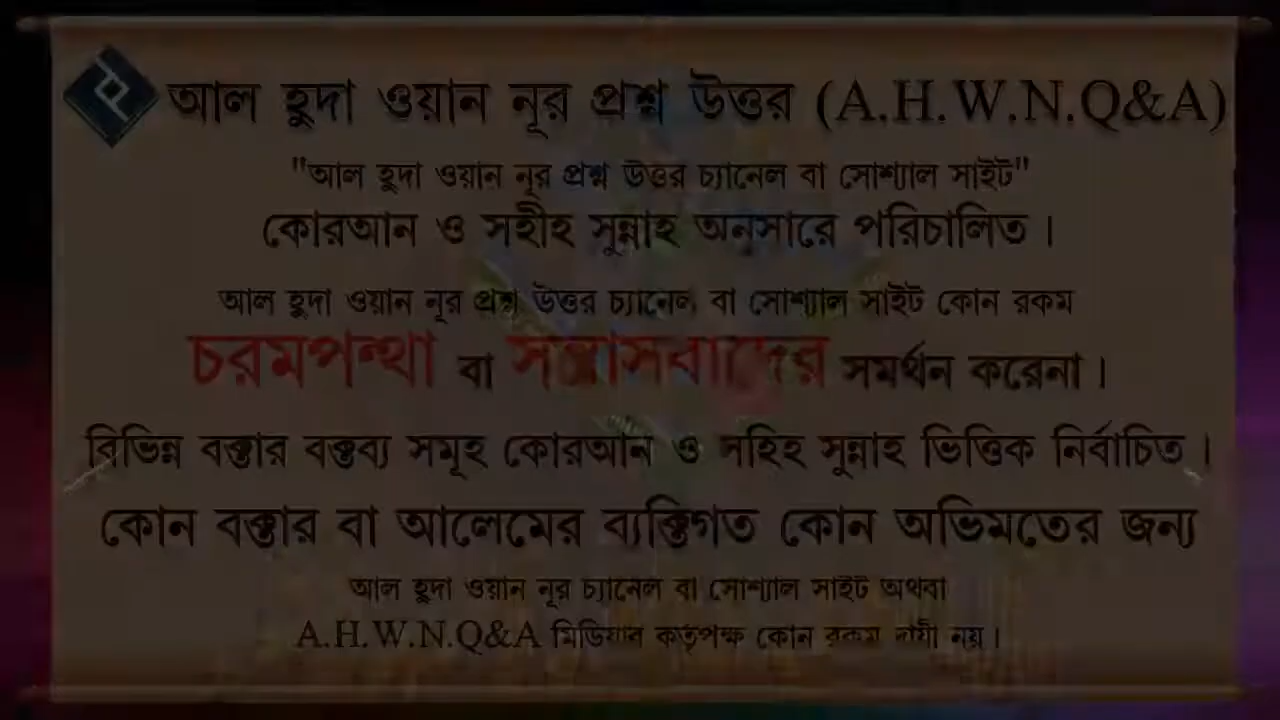 আল হুদা ওয়ান নূর প্রশ্ন উত্তর (A.H.W.N.Q&A)
"আল হুদা ওয়ান নূর প্রশ্ন উত্তর চ্যানেল বা সোশ্যাল সাইট"
কোরআন ও সহীহ সুন্নাহ অনুসারে পরিচালিত।
আল হুদা ওয়ান নূর প্রশ্ন উত্তর চ্যানেল বা সোশ্যাল সাইট কোন রকম
চরমপন্থা বা সন্ত্রাসবাদের সমর্থন করেনা।
বিভিন্ন বক্তার বক্তব্য সমূহ কোরআন ও সহিহ সুন্নাহ ভিত্তিক নির্বাচিত।
কোন বক্তার বা আলেমের ব্যক্তিগত কোন অভিমতের জন্য
আল হুদা ওয়ান নূর চ্যানেল বা সোশ্যাল সাইট অথবা
A.H.W.N.Q&A মিডিয়ার কর্তৃপক্ষ কোন রকম দায়ী নয়।